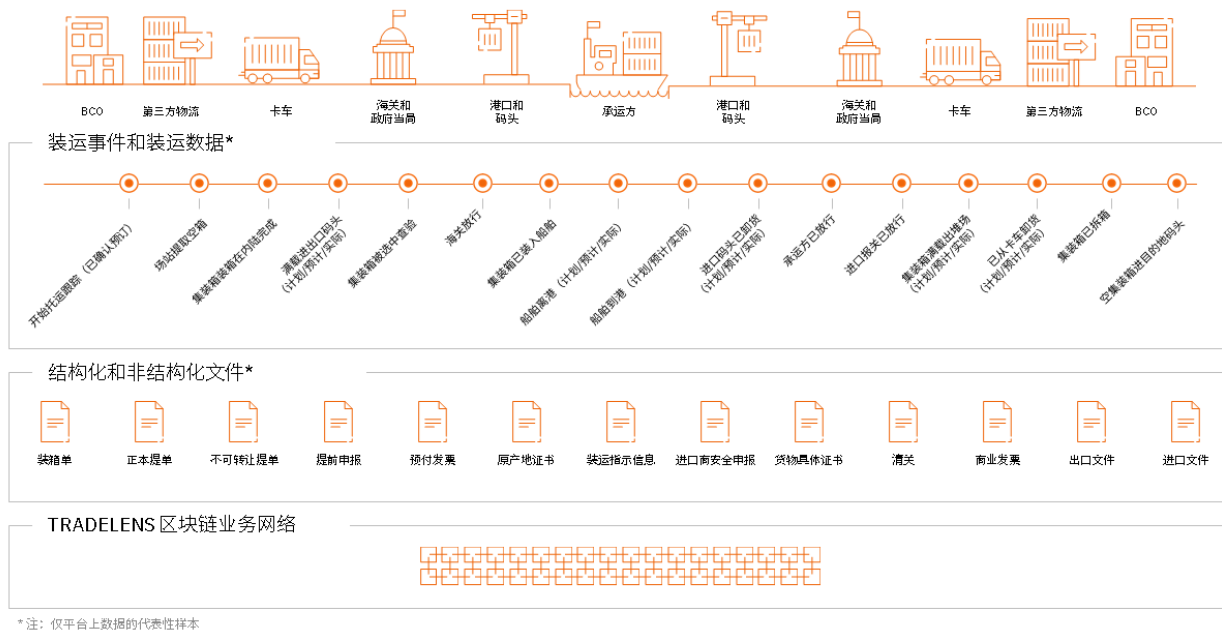 BCO
第三方物流
卡车
海关和
政府当局
港口和
码头
承运方
港口和
码头
海关和
政府当局
卡车
第三方物流
BCO
装运事件和装运数据*
开始托运跟踪（已确认预订）
场站提取空箱
集装箱装箱在内陆完成
满载进出口码头
（计划/预计/实际）
集装箱被选中查验
海关放行
集装箱已装入船舶
船舶离港（计划/预计/实际）
船舶到港（计划/预计/实际）
进口码头已卸货
（计划/预计/实际）
承运方已放行
进口报关已放行
集装箱满载出堆场
（计划/预计/实际）
已从卡车卸货
（计划/预计/实际）
集装箱已拆箱
空集装箱进目的地码头
结构化和非结构化文件*
装箱单
正本提单
不可转让提单
提前申报
预付发票
原产地证书
装运指示信息
进口商安全申报
货物具体证书
清关
商业发票
出口文件
进口文件
TRADELENS 区块链业务网络
*注：仅平台上数据的代表性样本